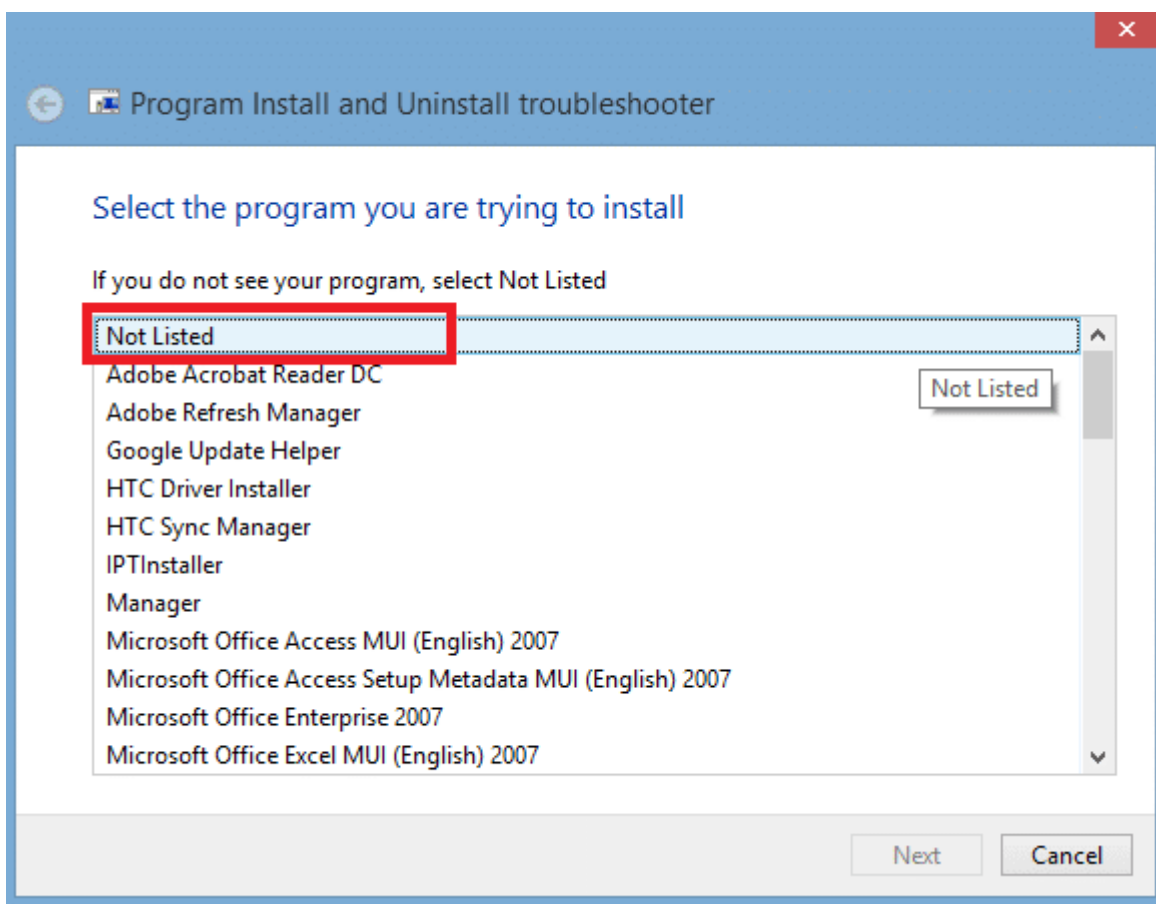 Program Install and Uninstall troubleshooter
Select the program you are trying to install
If you do not see your program, select Not Listed
Not Listed
Adobe Acrobat Reader DC
Not Listed
Adobe Refresh Manager
Google Update Helper
HTC Driver Installer
HTC Sync Manager
IPTInstaller
Manager
Microsoft Office Access MUI (English) 2007
Microsoft Office Access Setup Metadata MUI (English) 2007
Microsoft Office Enterprise 2007
Microsoft Office Excel MUI (English) 2007
Next Cancel